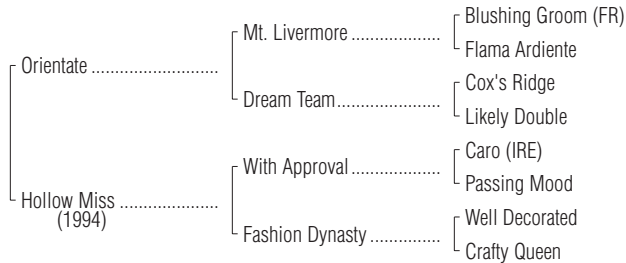 Blushing Groom (FR)
Mt. Livermore ..................
Flama Ardiente
Orientate .........................
Cox's Ridge
Dream Team.....................
Likely Double
Caro (IRE)
With Approval ..................
Passing Mood
Hollow Miss ...................
(1994)
Well Decorated
Fashion Dynasty ..............
Crafty Queen